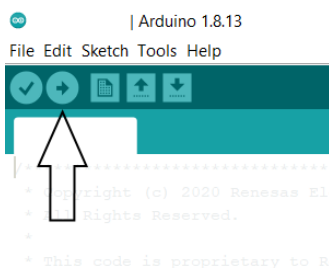 | Arduino 1.8.13
File Edit Sketch Tools Help
/*******************************
* Copyright (c) 2020 Renesas El
* All Rights Reserved.
*
* This code is proprietary to R